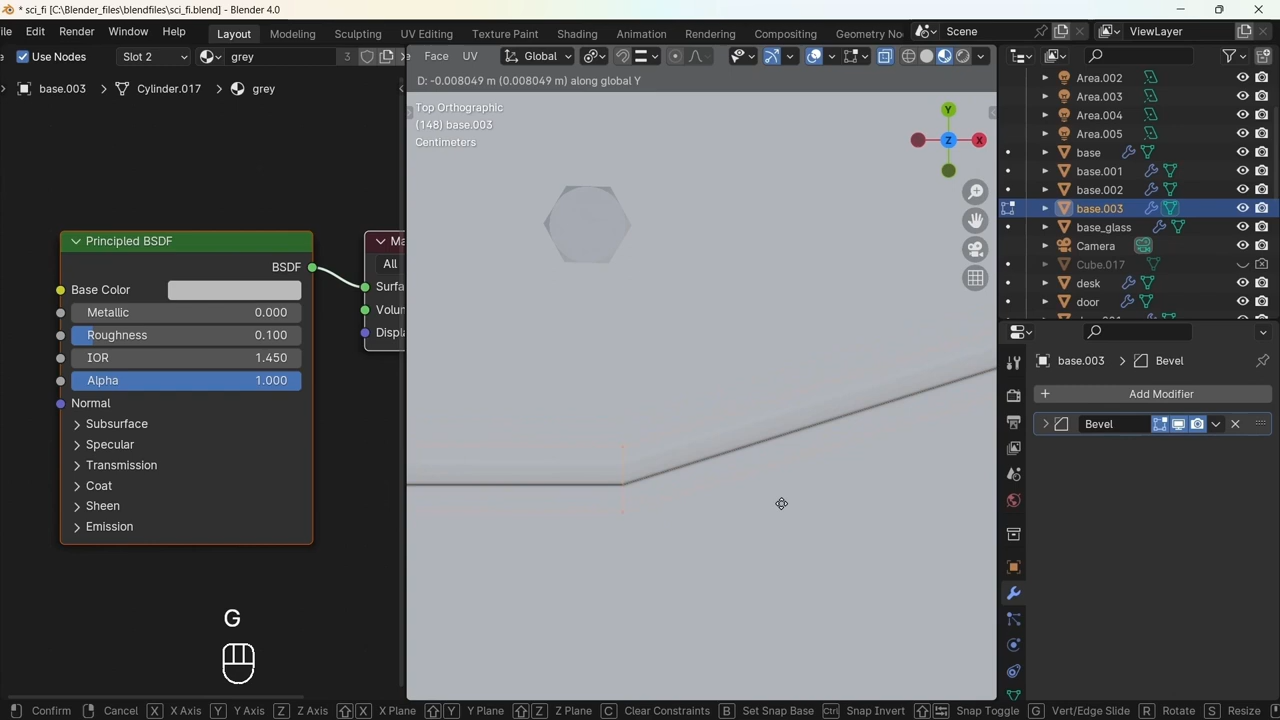 * sci_fi [C:\Blender_files\blendfiles\sci_fi.blend] - Blender 4.0
File Edit Render Window Help Layout Modeling Sculpting UV Editing Texture Paint Shading Animation Rendering Compositing Geometry No Scene ViewLayer
Use Nodes Slot 2 grey 3 Face UV Global
D: -0.008049 m (0.008049 m) along global Y
base.003 Cylinder.017 grey
Top Orthographic
(148) base.003
Centimeters
Y
Z X
Area.002
Area.003
Area.004
Area.005
base
base.001
base.002
base.003
base_glass
Camera
Cube.017
desk
door
Principled BSDF
BSDF
Base Color
Metallic 0.000
Roughness 0.100
IOR 1.450
Alpha 1.000
Normal
Subsurface
Specular
Transmission
Coat
Sheen
Emission
Ma
All
Surfa
Volun
Displ
base.003 Bevel
Add Modifier
Bevel
G
Confirm Cancel X X Axis Y Y Axis Z Z Axis X X Plane Y Y Plane Z Z Plane C Clear Constraints B Set Snap Base Ctrl Snap Invert Snap Toggle G Vert/Edge Slide R Rotate S Resize